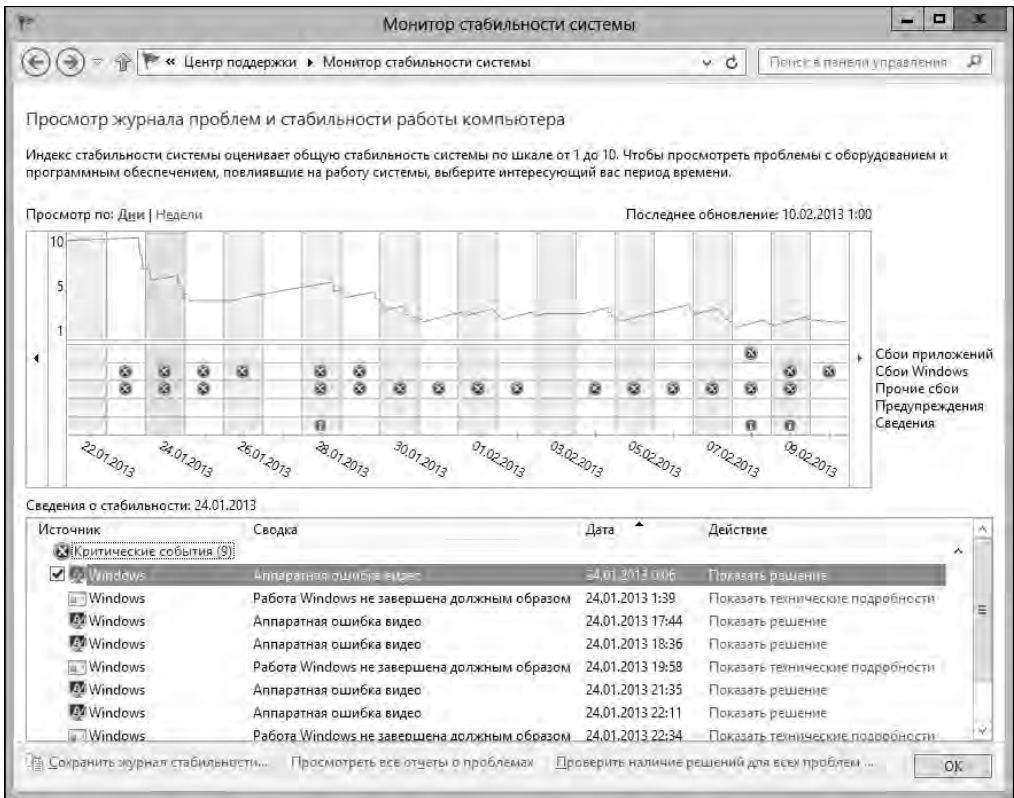 Монитор стабильности системы
« Центр поддержки ▸ Монитор стабильности системы
Поиск в панели управления
Просмотр журнала проблем и стабильности работы компьютера
Индекс стабильности системы оценивает общую стабильность системы по шкале от 1 до 10. Чтобы просмотреть проблемы с оборудованием и
программным обеспечением, повлиявшие на работу системы, выберите интересующий вас период времени.
Просмотр по: Дни | Недели
Последнее обновление: 10.02.2013 1:00
10
5
1
Сбои приложений
Сбои Windows
Прочие сбои
Предупреждения
Сведения
22.01.2013
24.01.2013
26.01.2013
28.01.2013
30.01.2013
01.02.2013
03.02.2013
05.02.2013
07.02.2013
09.02.2013
Сведения о стабильности: 24.01.2013
Источник Сводка Дата Действие
Критические события (9)
Windows Аппаратная ошибка видео 24.01.2013 0:06 Показать решение
Windows Работа Windows не завершена должным образом 24.01.2013 1:39 Показать технические подробности
Windows Аппаратная ошибка видео 24.01.2013 17:44 Показать решение
Windows Аппаратная ошибка видео 24.01.2013 18:36 Показать решение
Windows Работа Windows не завершена должным образом 24.01.2013 19:58 Показать технические подробности
Windows Аппаратная ошибка видео 24.01.2013 21:35 Показать решение
Windows Аппаратная ошибка видео 24.01.2013 22:11 Показать решение
Windows Работа Windows не завершена должным образом 24.01.2013 22:34 Показать технические подробности
Сохранить журнал стабильности... Просмотреть все отчеты о проблемах Проверить наличие решений для всех проблем ... OK